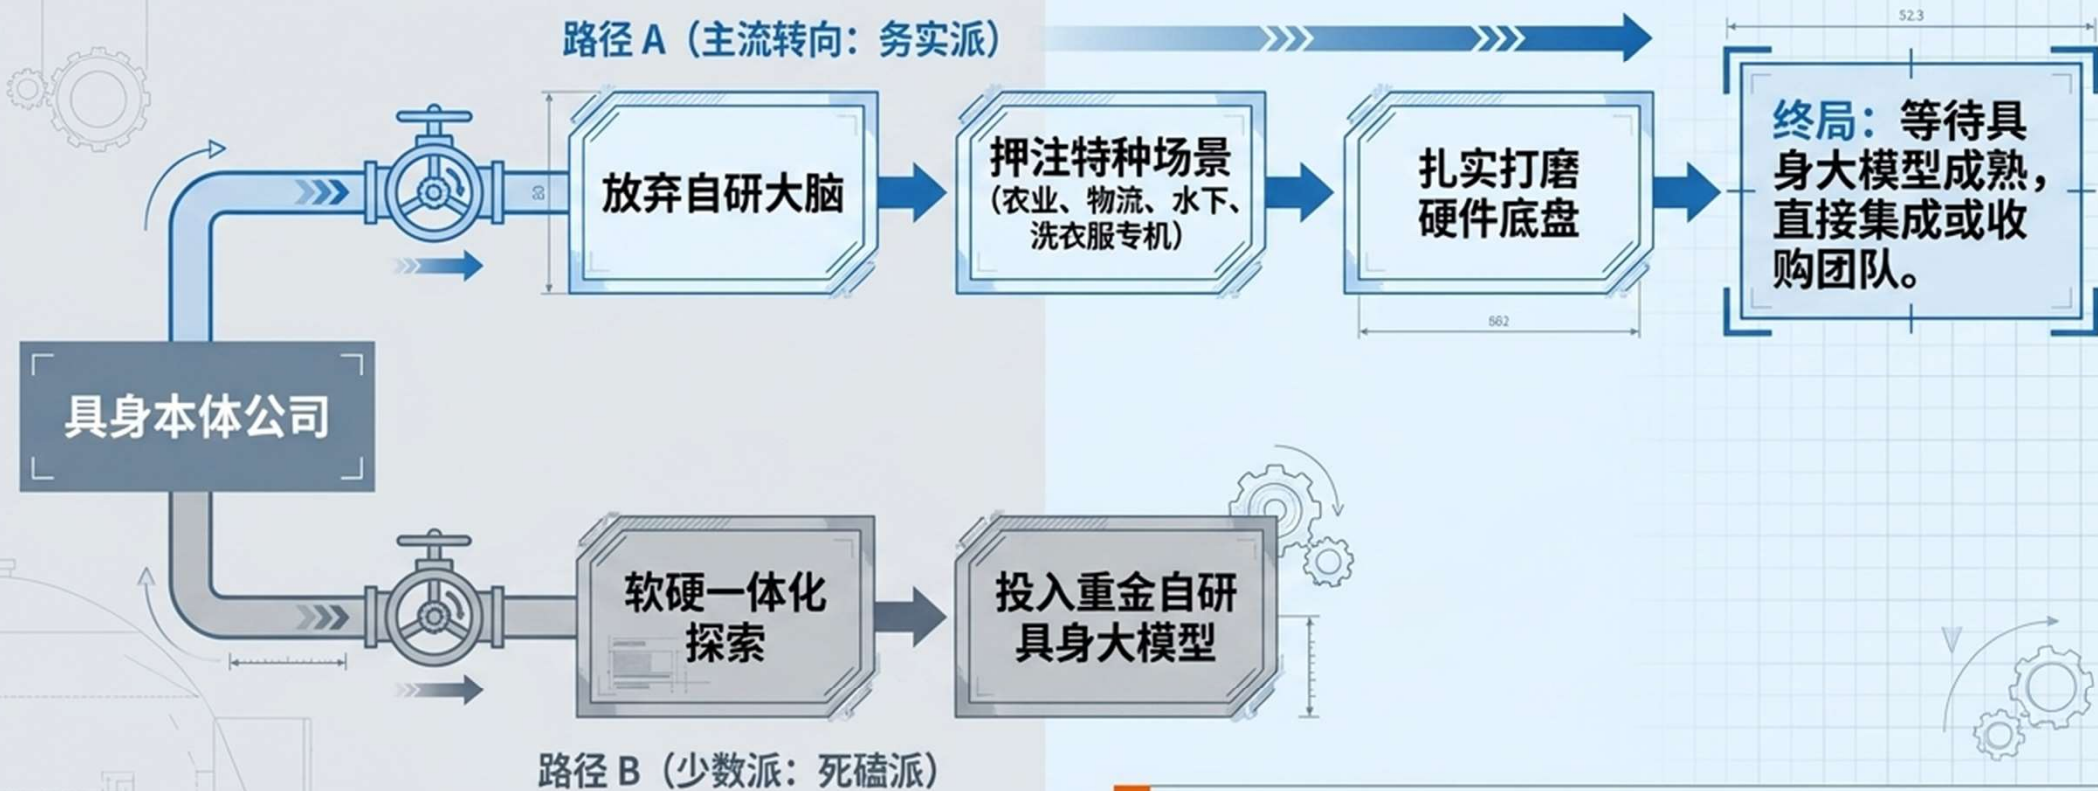 路径 A（主流转向：务实派）
52.3
放弃自研大脑
押注特种场景
（农业、物流、水下、
洗衣服专机）
扎实打磨
硬件底盘
终局：等待具
身大模型成熟，
直接集成或收
购团队。
662
具身本体公司
软硬一体化
探索
投入重金自研
具身大模型
路径 B（少数派：死磕派）